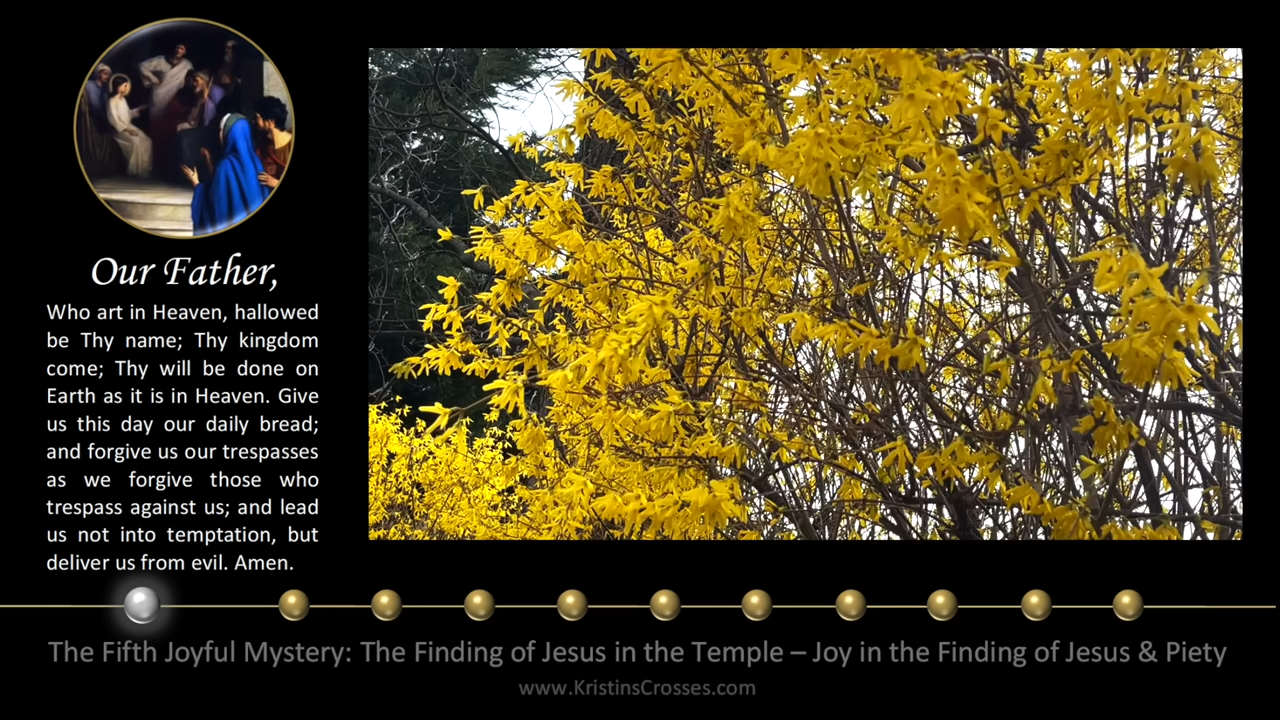 Our Father,
Who art in Heaven, hallowed
be Thy name; Thy kingdom
come; Thy will be done on
Earth as it is in Heaven. Give
us this day our daily bread;
and forgive us our trespasses
as we forgive those who
trespass against us; and lead
us not into temptation, but
deliver us from evil. Amen.
The Fifth Joyful Mystery: The Finding of Jesus in the Temple – Joy in the Finding of Jesus & Piety
www.KristinsCrosses.com